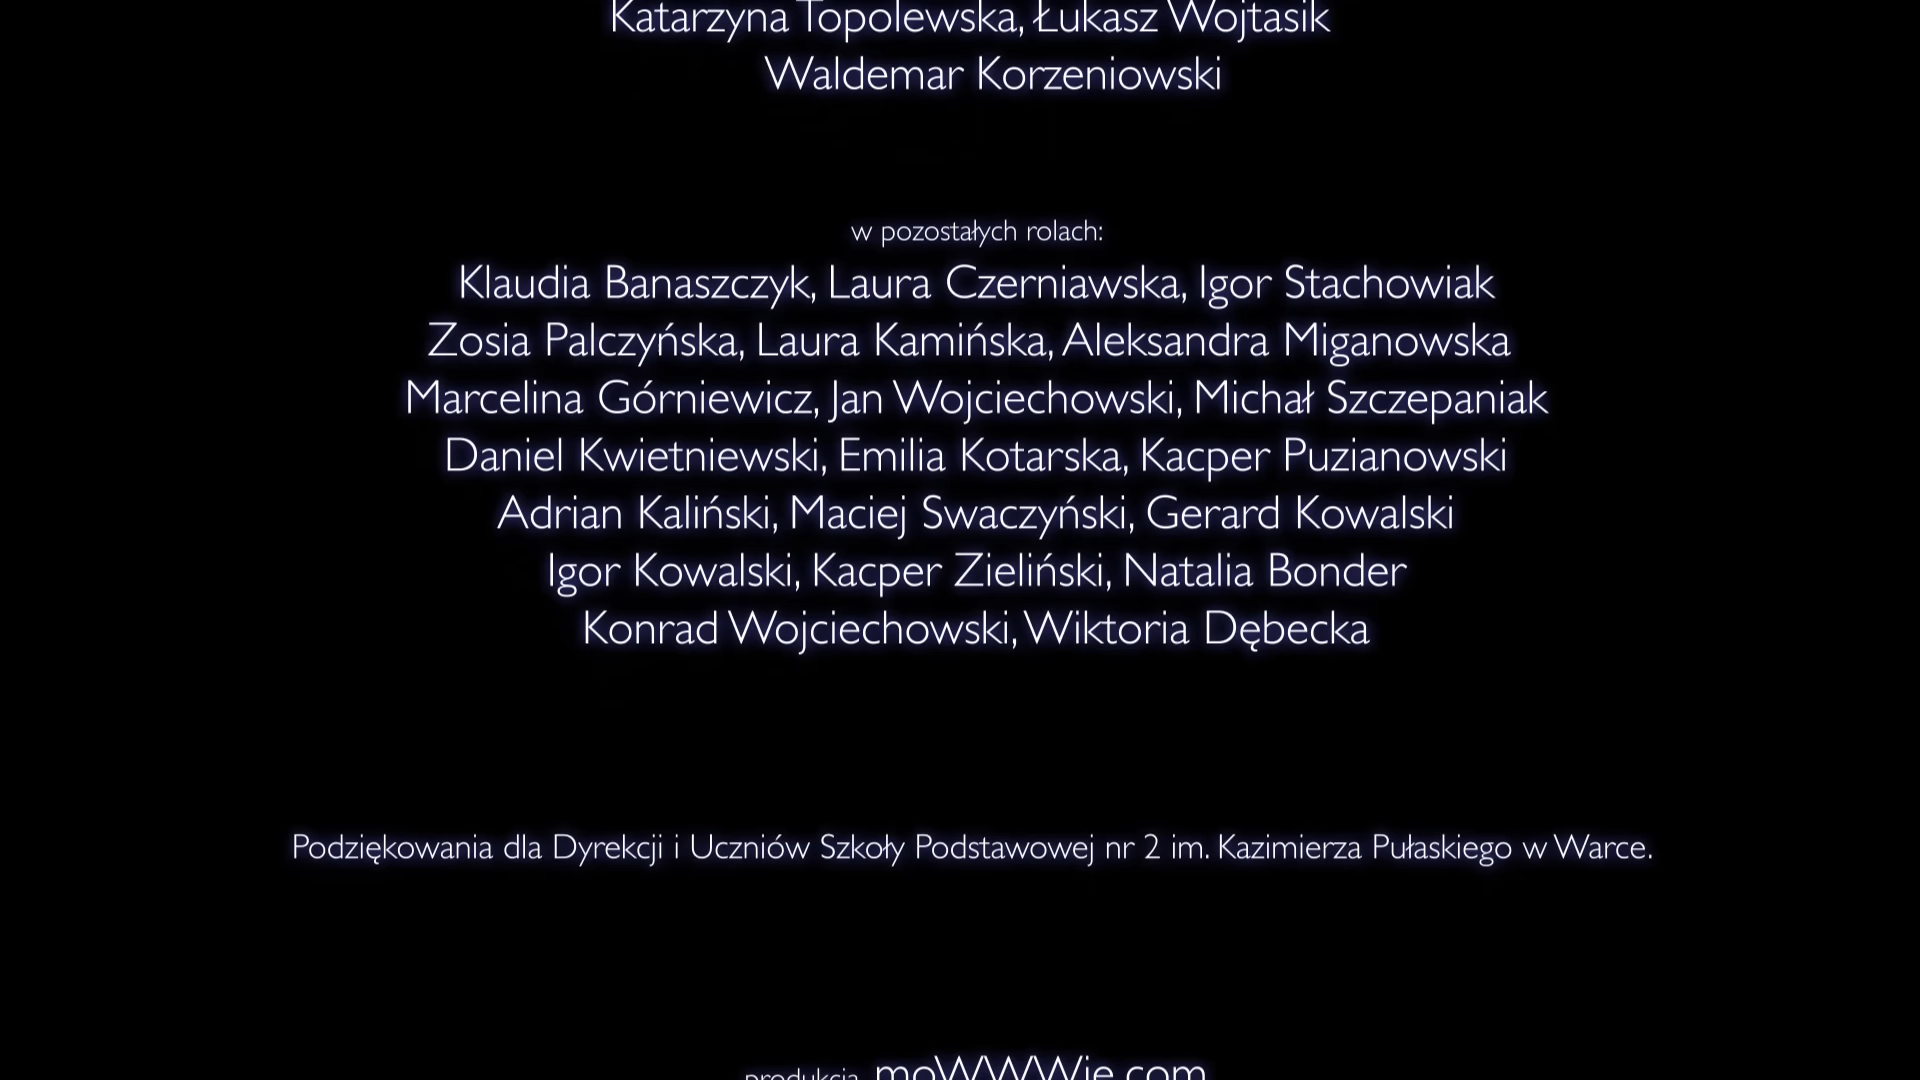 Katarzyna Topolewska, Łukasz Wojtasik
Waldemar Korzeniowski
w pozostałych rolach:
Klaudia Banaszczyk, Laura Czerniawska, Igor Stachowiak
Zosia Palczyńska, Laura Kamińska, Aleksandra Miganowska
Marcelina Górniewicz, Jan Wojciechowski, Michał Szczepaniak
Daniel Kwietniewski, Emilia Kotarska, Kacper Puzianowski
Adrian Kaliński, Maciej Swaczyński, Gerard Kowalski
Igor Kowalski, Kacper Zieliński, Natalia Bonder
Konrad Wojciechowski, Wiktoria Dębecka
Podziękowania dla Dyrekcji i Uczniów Szkoły Podstawowej nr 2 im. Kazimierza Pułaskiego w Warce.
produkcja moWWWie.com